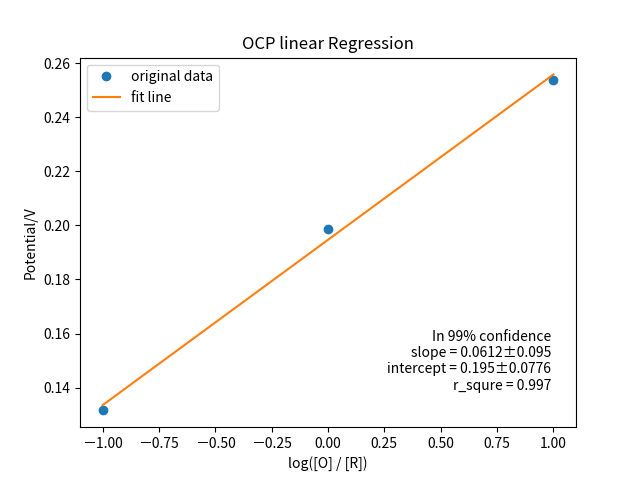 OCP linear Regression
original data
fit line
Potential/V
0.26
0.24
0.22
0.20
0.18
0.16
0.14
In 99% confidence
slope = 0.0612±0.095
intercept = 0.195±0.0776
r_squre = 0.997
−1.00 −0.75 −0.50 −0.25 0.00 0.25 0.50 0.75 1.00
log([O] / [R])